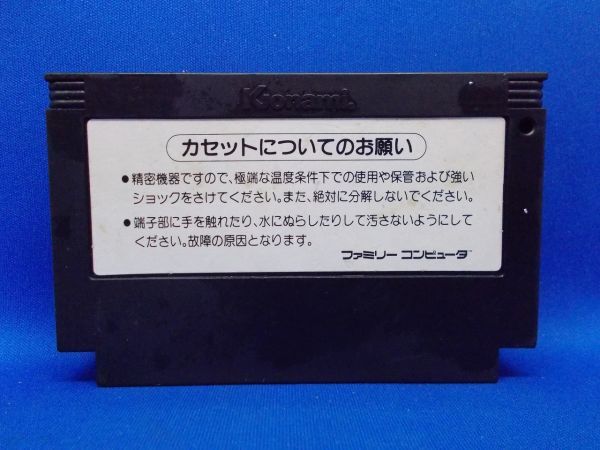 Konami
カセットについてのお願い
●精密機器ですので、極端な温度条件下での使用や保管および強い
ショックをさけてください。また、絶対に分解しないでください。
●端子部に手を触れたり、水にぬらしたりして汚さないようにして
ください。故障の原因となります。
ファミリー コンピュータ™